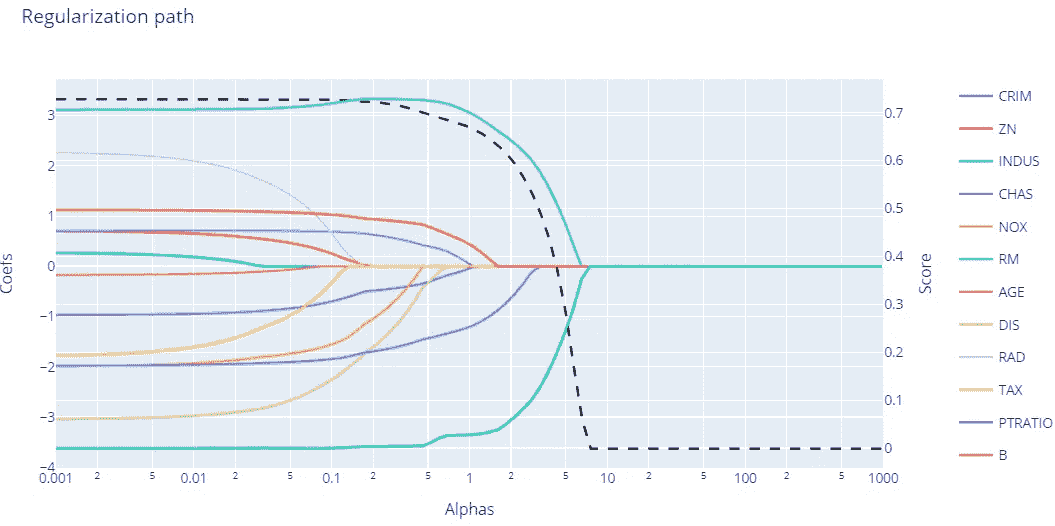 Regularization path
3
2
1
0
−1
−2
−3
−4
Coefs
0.7
0.6
0.5
0.4
0.3
0.2
0.1
0
Score
0.001 2 5 0.01 2 5 0.1 2 5 1 2 5 10 2 5 100 2 5 1000
Alphas
CRIM
ZN
INDUS
CHAS
NOX
RM
AGE
DIS
RAD
TAX
PTRATIO
B